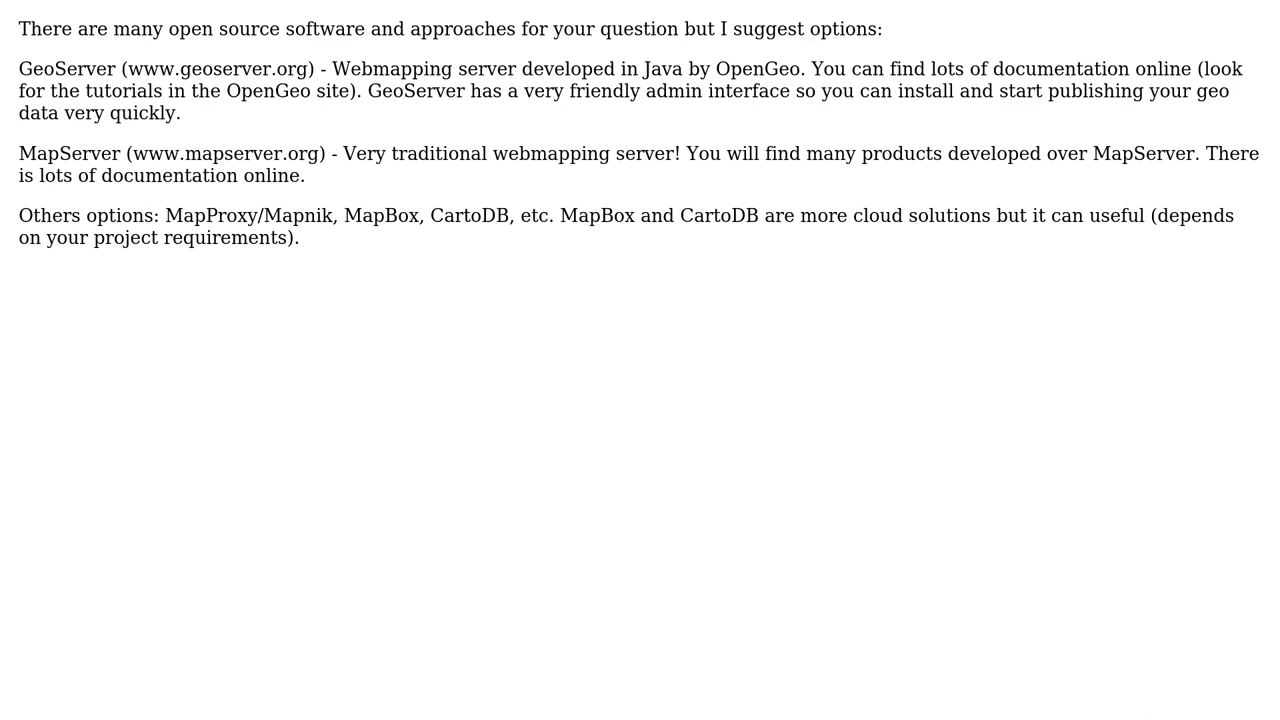 There are many open source software and approaches for your question but I suggest options:
GeoServer (www.geoserver.org) - Webmapping server developed in Java by OpenGeo. You can find lots of documentation online (look
for the tutorials in the OpenGeo site). GeoServer has a very friendly admin interface so you can install and start publishing your geo
data very quickly.
MapServer (www.mapserver.org) - Very traditional webmapping server! You will find many products developed over MapServer. There
is lots of documentation online.
Others options: MapProxy/Mapnik, MapBox, CartoDB, etc. MapBox and CartoDB are more cloud solutions but it can useful (depends
on your project requirements).